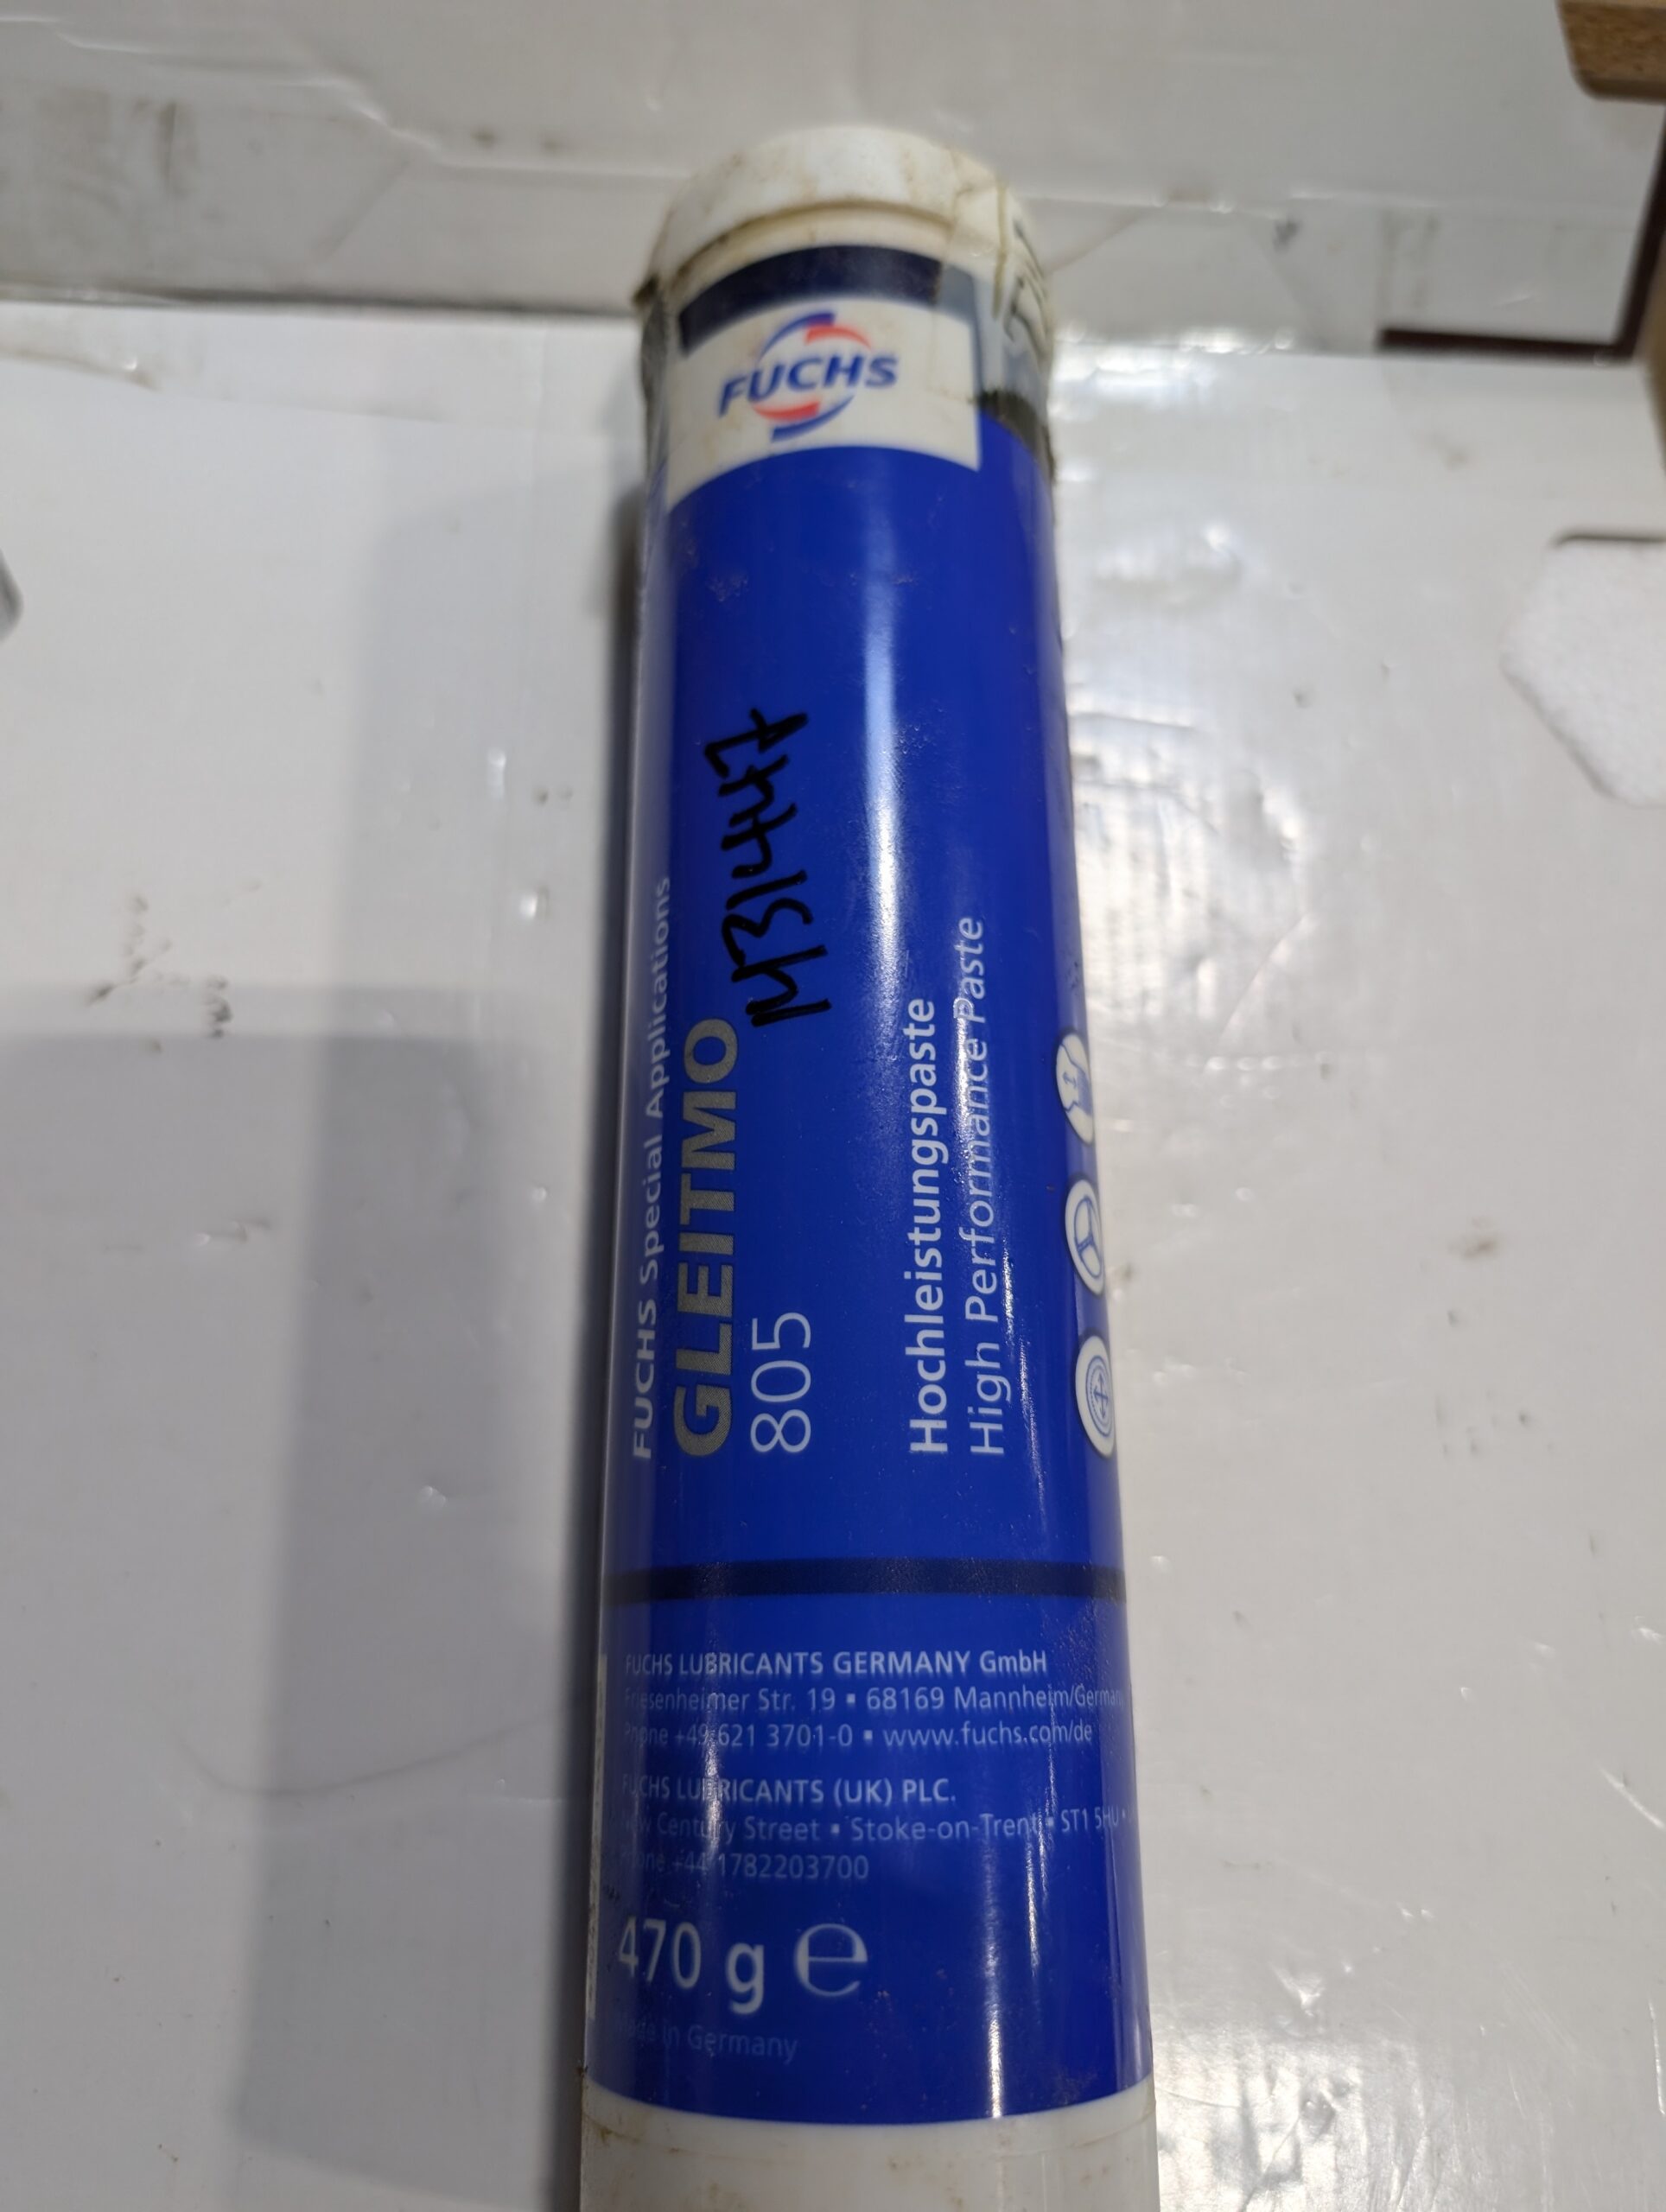 FUCHS
FUCHS Special Applications
GLEITMO
805
Hochleistungspaste
High Performance Paste
FUCHS LUBRICANTS GERMANY GmbH
Friesenheimer Str. 19 ▪ 68169 Mannheim/German
Phone +49 621 3701-0 ▪ www.fuchs.com/de
FUCHS LUBRICANTS (UK) PLC.
New Century Street ▪ Stoke-on-Trent ▪ ST1 5HU ▪
Phone +44 1782203700
470 g ℮
Made in Germany